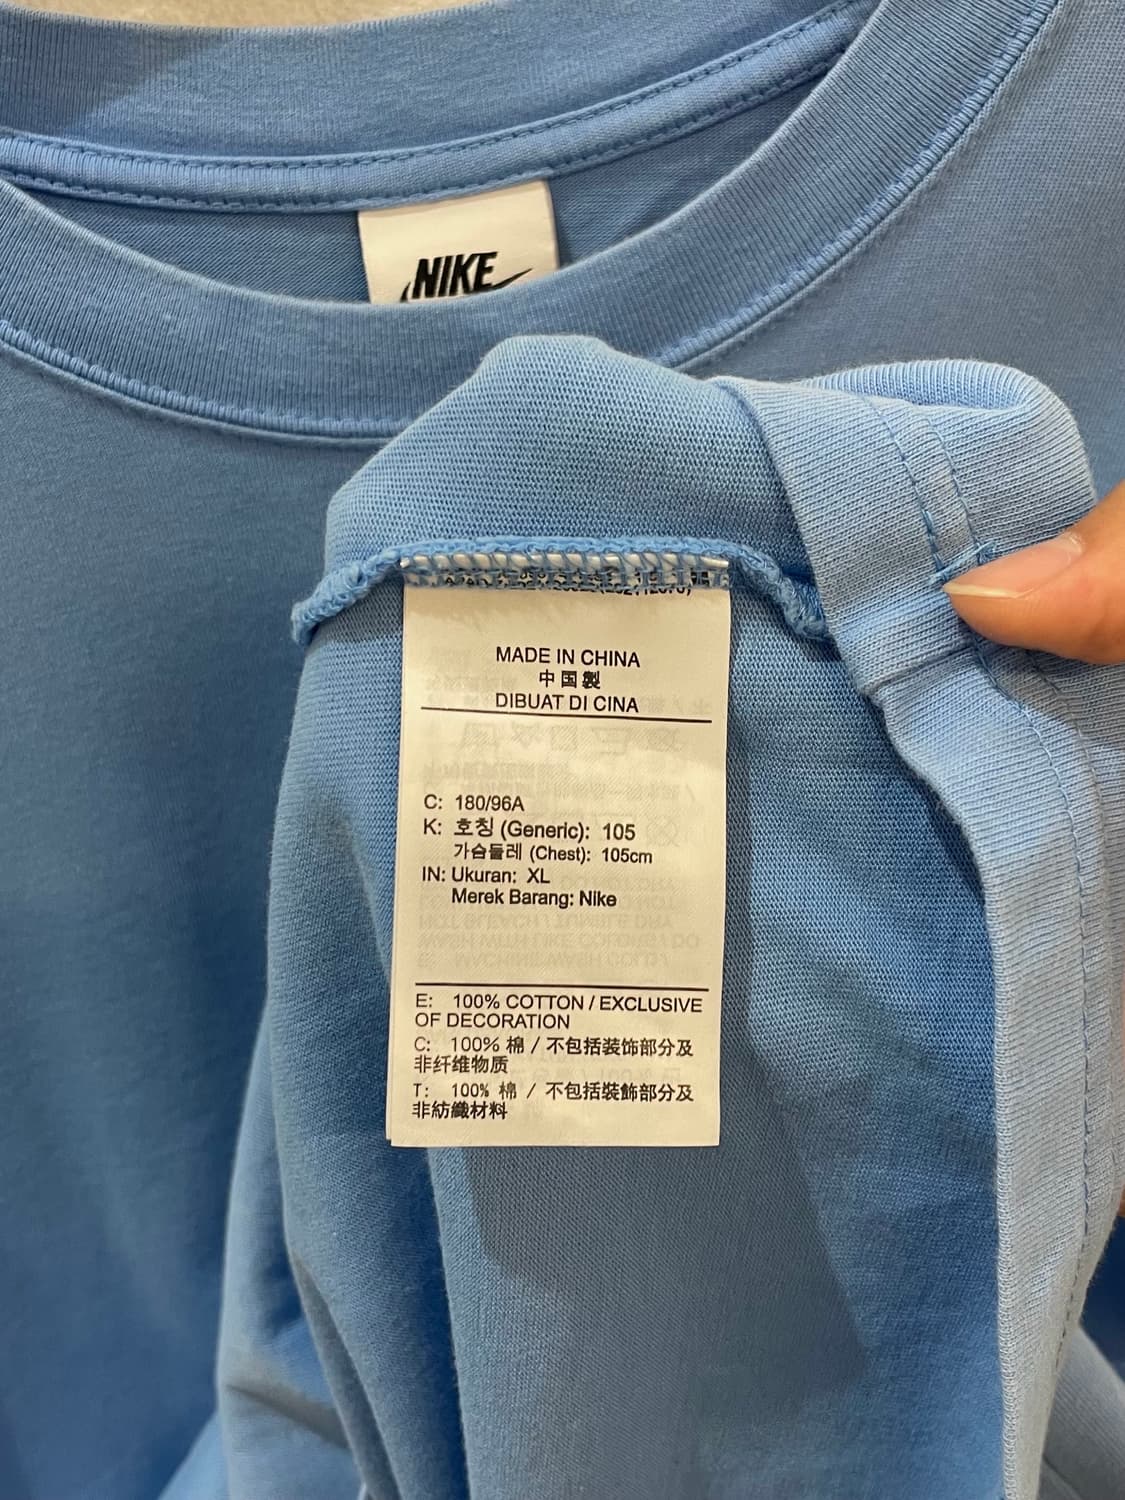 NIKE
MADE IN CHINA
中国製
DIBUAT DI CINA
C: 180/96A
K: 호칭 (Generic): 105
가슴둘레 (Chest): 105cm
IN: Ukuran: XL
Merek Barang: Nike
E: 100% COTTON / EXCLUSIVE
OF DECORATION
C: 100% 棉 / 不包括装饰部分及
非纤维物质
T: 100% 棉 / 不包括裝飾部分及
非紡織材料